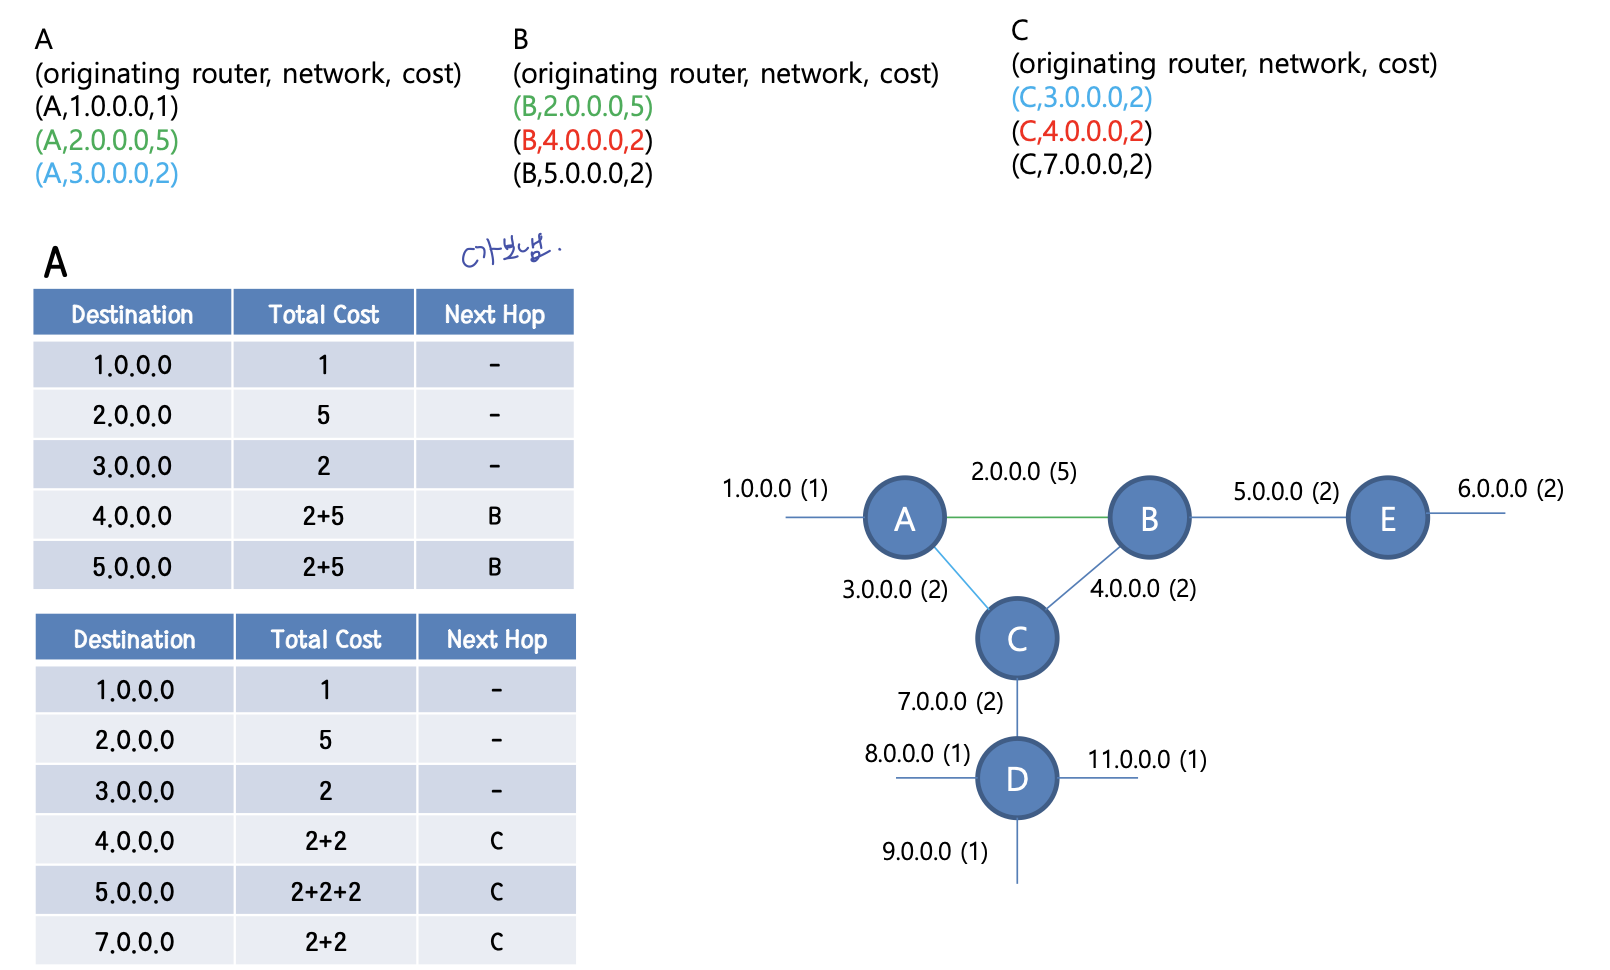 A
(originating router, network, cost)
(A,1.0.0.0,1)
(A,2.0.0.0,5)
(A,3.0.0.0,2)
B
(originating router, network, cost)
(B,2.0.0.0,5)
(B,4.0.0.0,2)
(B,5.0.0.0,2)
C
(originating router, network, cost)
(C,3.0.0.0,2)
(C,4.0.0.0,2)
(C,7.0.0.0,2)
A
C가보냄.
Destination Total Cost Next Hop
1.0.0.0 1 -
2.0.0.0 5 -
3.0.0.0 2 -
4.0.0.0 2+5 B
5.0.0.0 2+5 B
Destination Total Cost Next Hop
1.0.0.0 1 -
2.0.0.0 5 -
3.0.0.0 2 -
4.0.0.0 2+2 C
5.0.0.0 2+2+2 C
7.0.0.0 2+2 C
1.0.0.0 (1)
2.0.0.0 (5)
5.0.0.0 (2)
6.0.0.0 (2)
A
B
E
3.0.0.0 (2)
4.0.0.0 (2)
C
7.0.0.0 (2)
8.0.0.0 (1)
11.0.0.0 (1)
D
9.0.0.0 (1)